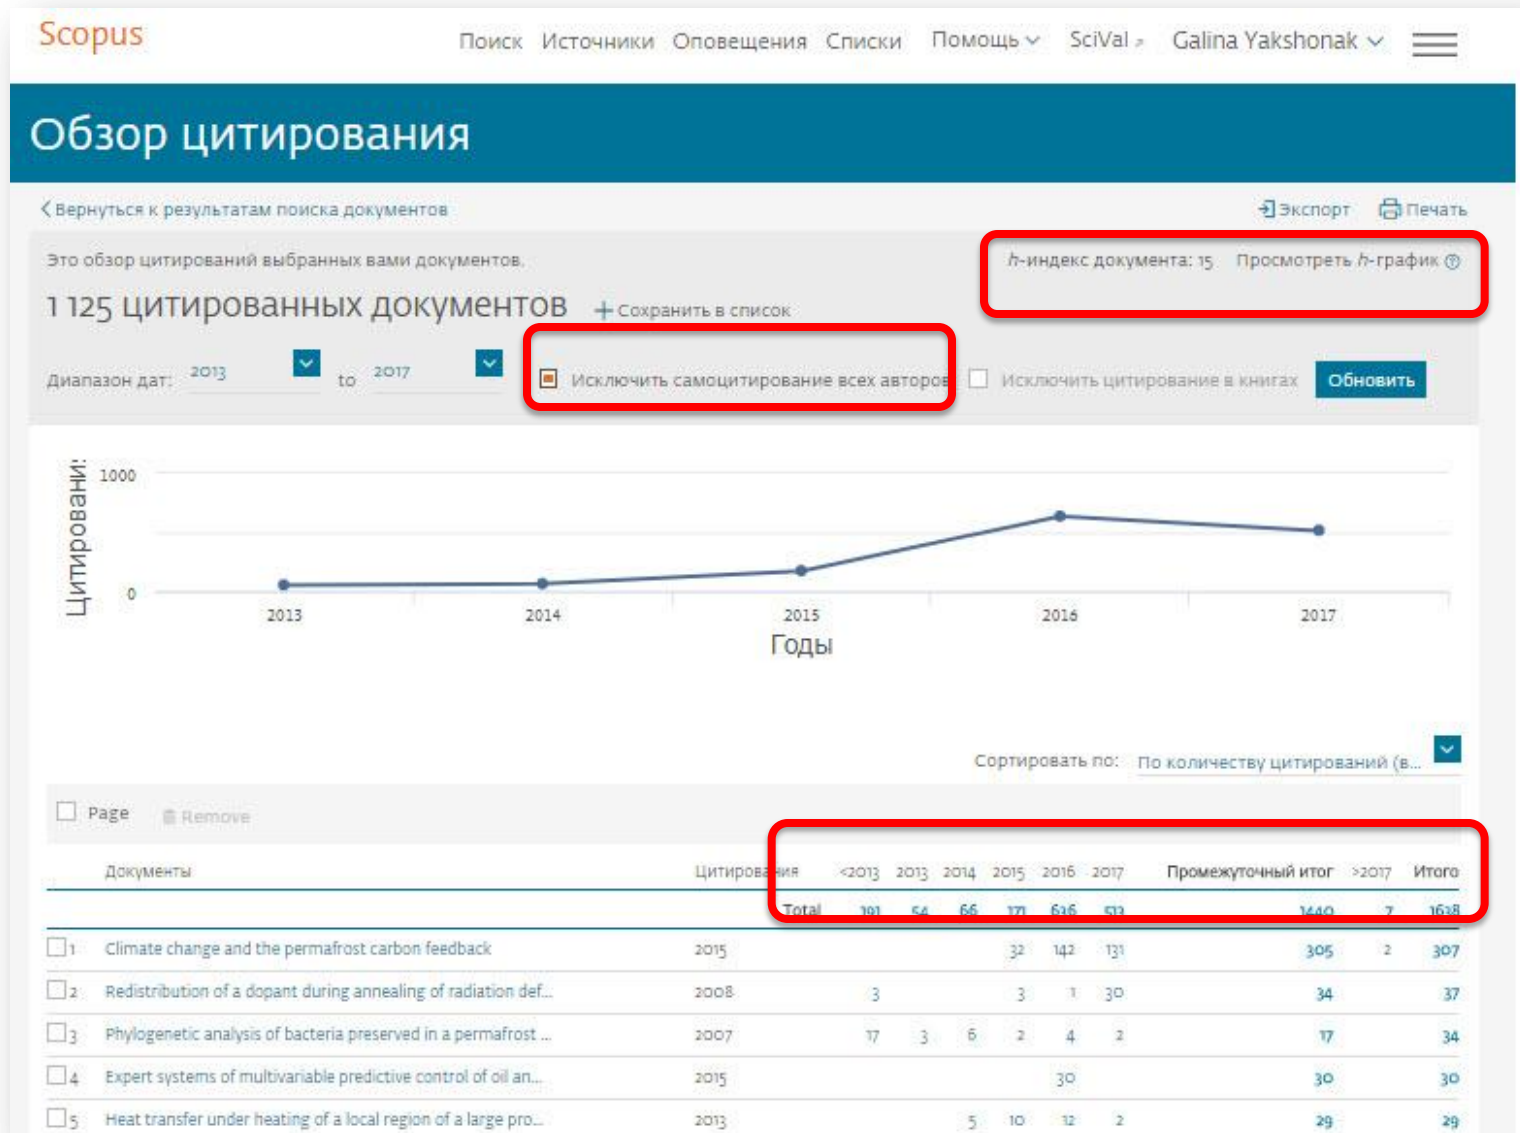 Scopus
Поиск Источники Оповещения Списки Помощь SciVal Galina Yakshonak
Обзор цитирования
Вернуться к результатам поиска документов Экспорт Печать
Это обзор цитирований выбранных вами документов. h-индекс документа: 15 Просмотреть h-график
1 125 цитированных документов + Сохранить в список
Диапазон дат: 2013 to 2017 Исключить самоцитирование всех авторов Исключить цитирование в книгах Обновить
Цитировани
1000
0
2013 2014 2015 2016 2017
Годы
Сортировать по: По количеству цитирований (в...
Page Remove
Документы Цитирования <2013 2013 2014 2015 2016 2017 Промежуточный итог >2017 Итого
Total 191 54 66 171 636 513 1440 7 1638
1 Climate change and the permafrost carbon feedback 2015 32 142 131 305 2 307
2 Redistribution of a dopant during annealing of radiation def... 2008 3 3 1 30 34 37
3 Phylogenetic analysis of bacteria preserved in a permafrost ... 2007 17 3 6 2 4 2 17 34
4 Expert systems of multivariable predictive control of oil an... 2015 30 30 30
5 Heat transfer under heating of a local region of a large pro... 2013 5 10 12 2 29 29